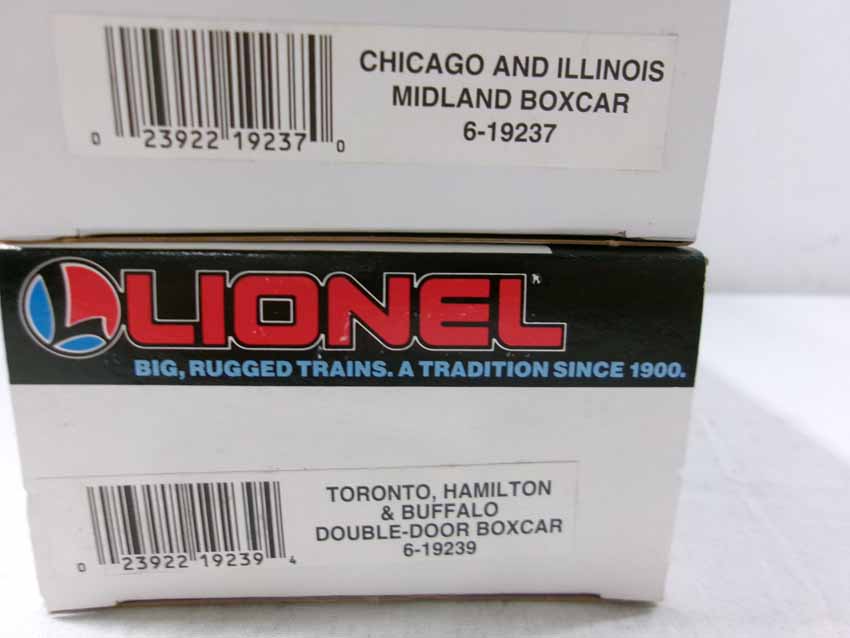 CHICAGO AND ILLINOIS
MIDLAND BOXCAR
6-19237
0 23922 19237 0
LIONEL
BIG, RUGGED TRAINS. A TRADITION SINCE 1900.
TORONTO, HAMILTON
& BUFFALO
DOUBLE-DOOR BOXCAR
6-19239
0 23922 19239 4